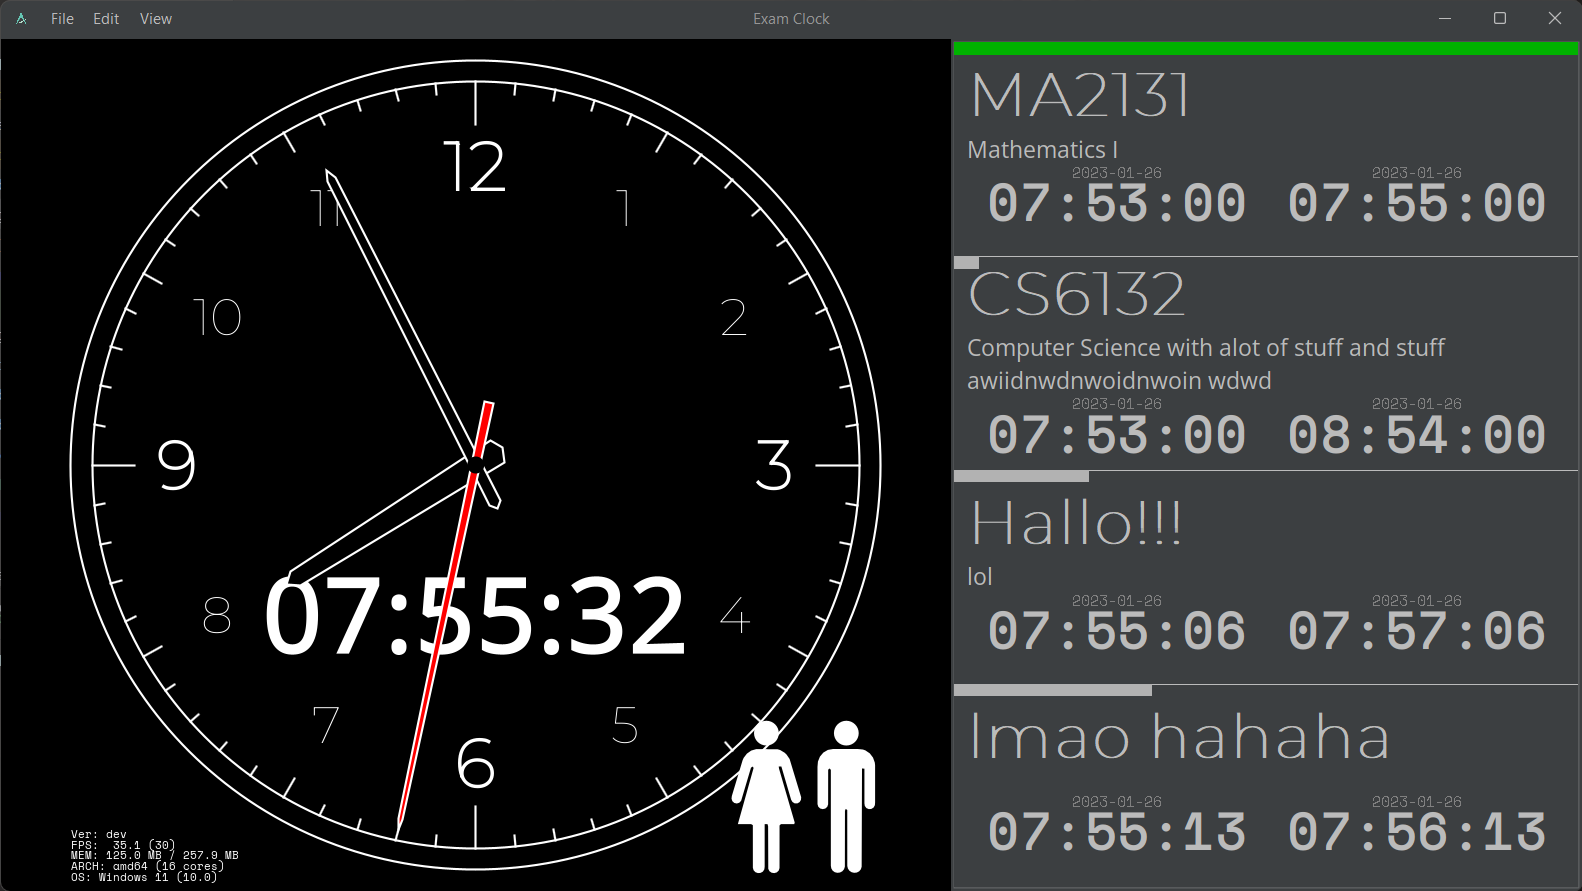 File Edit View Exam Clock
12
11 1
10 2
9 3
8 07:55:32 4
7 5
6
Ver: dev
FPS: 35.1 (30)
MEM: 125.0 MB / 257.9 MB
ARCH: amd64 (16 cores)
OS: Windows 11 (10.0)
MA2131
Mathematics I
2023-01-26 2023-01-26
07:53:00 07:55:00
CS6132
Computer Science with alot of stuff and stuff
awiidnwdnwoidnwoin wdwd
2023-01-26 2023-01-26
07:53:00 08:54:00
Hallo!!!
lol
2023-01-26 2023-01-26
07:55:06 07:57:06
lmao hahaha
2023-01-26 2023-01-26
07:55:13 07:56:13